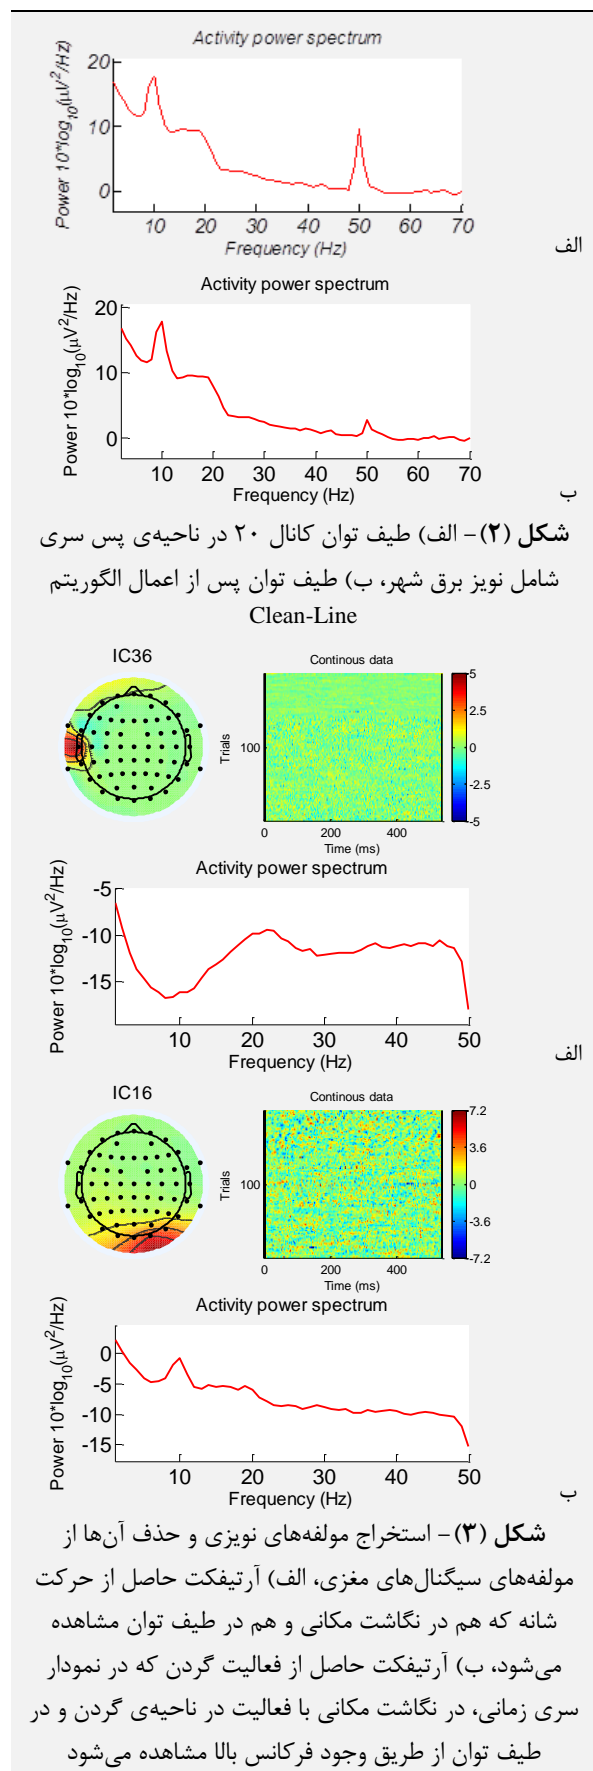 Activity power spectrum
Power 10*log10(μV2/Hz)
20
10
0
10 20 30 40 50 60 70
Frequency (Hz)
الف
Activity power spectrum
Power 10*log10(μV2/Hz)
20
10
0
10 20 30 40 50 60 70
Frequency (Hz)
ب
شکل (۲)- الف) طیف توان کانال ۲۰ در ناحیه‌ی پس سری
شامل نویز برق شهر، ب) طیف توان پس از اعمال الگوریتم
Clean-Line
IC36
Continous data
Trials
100
0 200 400
Time (ms)
5
2.5
0
-2.5
-5
Activity power spectrum
Power 10*log10(μV2/Hz)
-5
-10
-15
10 20 30 40 50
Frequency (Hz)
الف
IC16
Continous data
Trials
100
0 200 400
Time (ms)
7.2
3.6
0
-3.6
-7.2
Activity power spectrum
Power 10*log10(μV2/Hz)
0
-5
-10
-15
10 20 30 40 50
Frequency (Hz)
ب
شکل (۳)- استخراج مولفه‌های نویزی و حذف آن‌ها از
مولفه‌های سیگنال‌های مغزی، الف) آرتیفکت حاصل از حرکت
شانه که هم در نگاشت مکانی و هم در طیف توان مشاهده
می‌شود، ب) آرتیفکت حاصل از فعالیت گردن که در نمودار
سری زمانی، در نگاشت مکانی با فعالیت در ناحیه‌ی گردن و در
طیف توان از طریق وجود فرکانس بالا مشاهده می‌شود